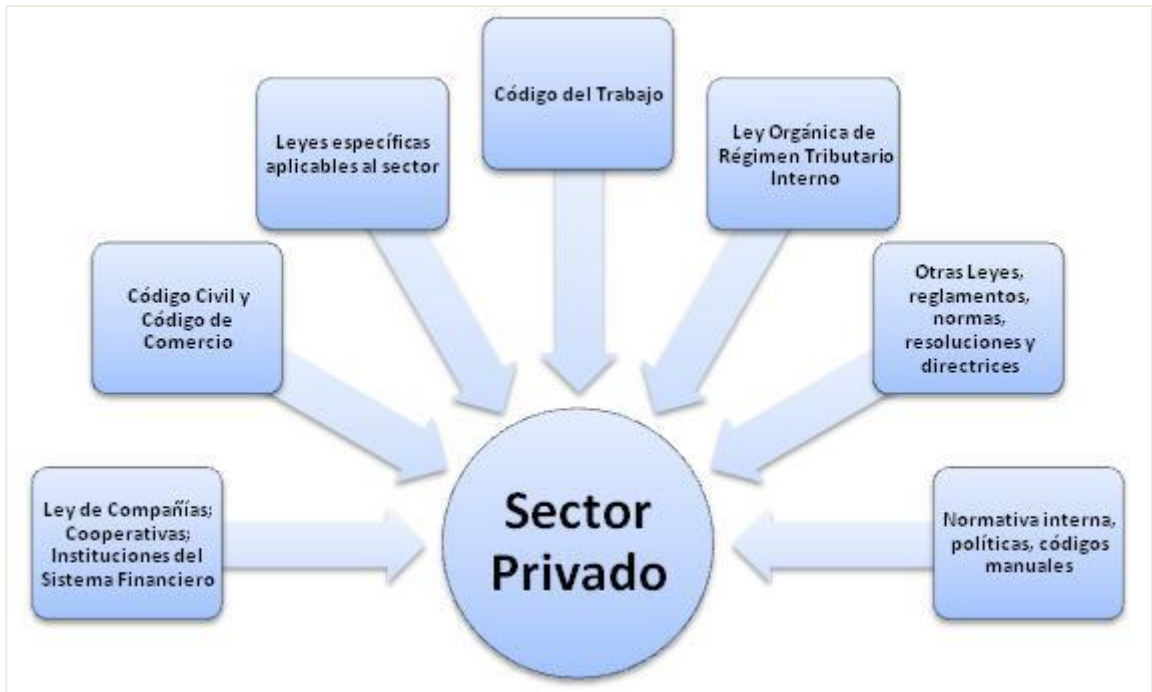 Código del Trabajo
Leyes específicas
aplicables al sector
Ley Orgánica de
Régimen Tributario
Interno
Código Civil y
Código de
Comercio
Otras Leyes,
reglamentos,
normas,
resoluciones y
directrices
Ley de Compañías;
Cooperativas;
Instituciones del
Sistema Financiero
Sector
Privado
Normativa interna,
políticas, códigos
manuales